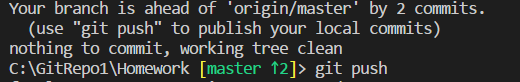 Your branch is ahead of 'origin/master' by 2 commits.
  (use "git push" to publish your local commits)
nothing to commit, working tree clean
C:\GitRepo1\Homework [master ↑2]> git push